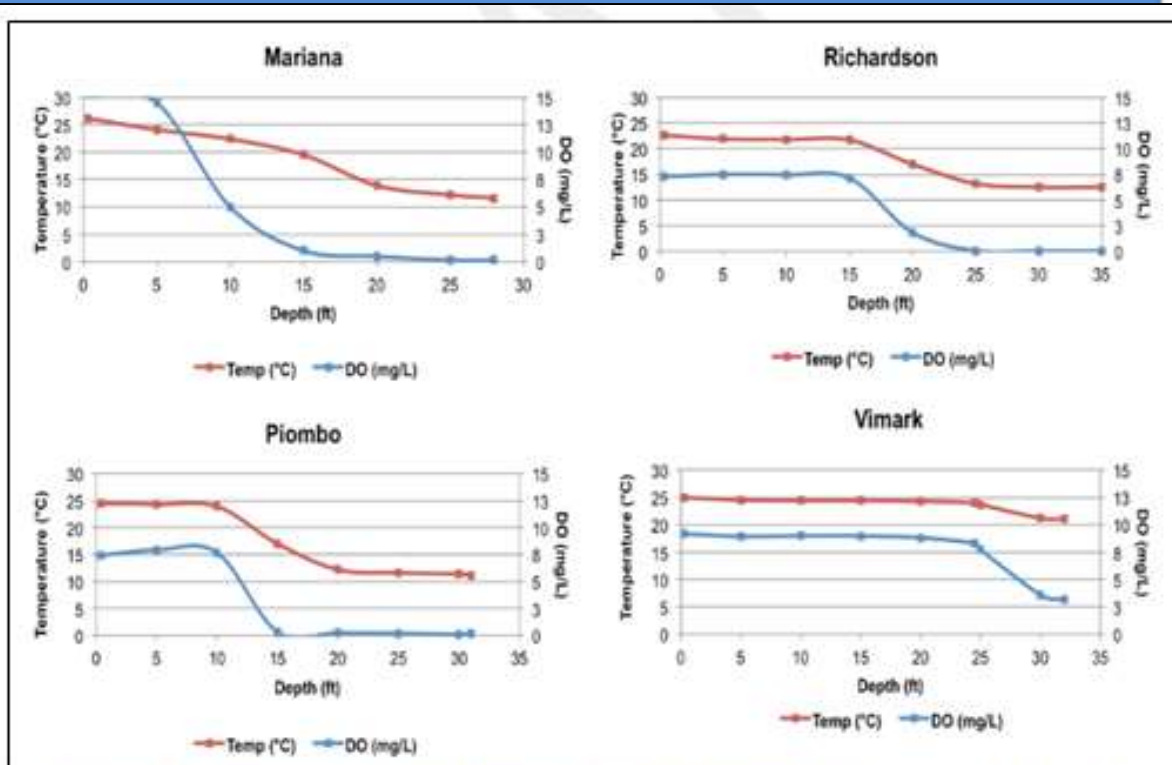 Mariana
Temperature (°C)
30
25
20
15
10
5
0
15
13
10
8
5
3
0
DO (mg/L)
0 5 10 15 20 25 30
Depth (ft)
Temp (°C) DO (mg/L)
Richardson
Temperature (°C)
30
25
20
15
10
5
0
15
13
10
8
5
3
0
DO (mg/L)
0 5 10 15 20 25 30 35
Depth (ft)
Temp (°C) DO (mg/L)
Piombo
Temperature (°C)
30
25
20
15
10
5
0
15
13
10
8
5
3
0
DO (mg/L)
0 5 10 15 20 25 30 35
Depth (ft)
Temp (°C) DO (mg/L)
Vimark
Temperature (°C)
30
25
20
15
10
5
0
15
13
10
8
5
3
0
DO (mg/L)
0 5 10 15 20 25 30 35
Depth (ft)
Temp (°C) DO (mg/L)